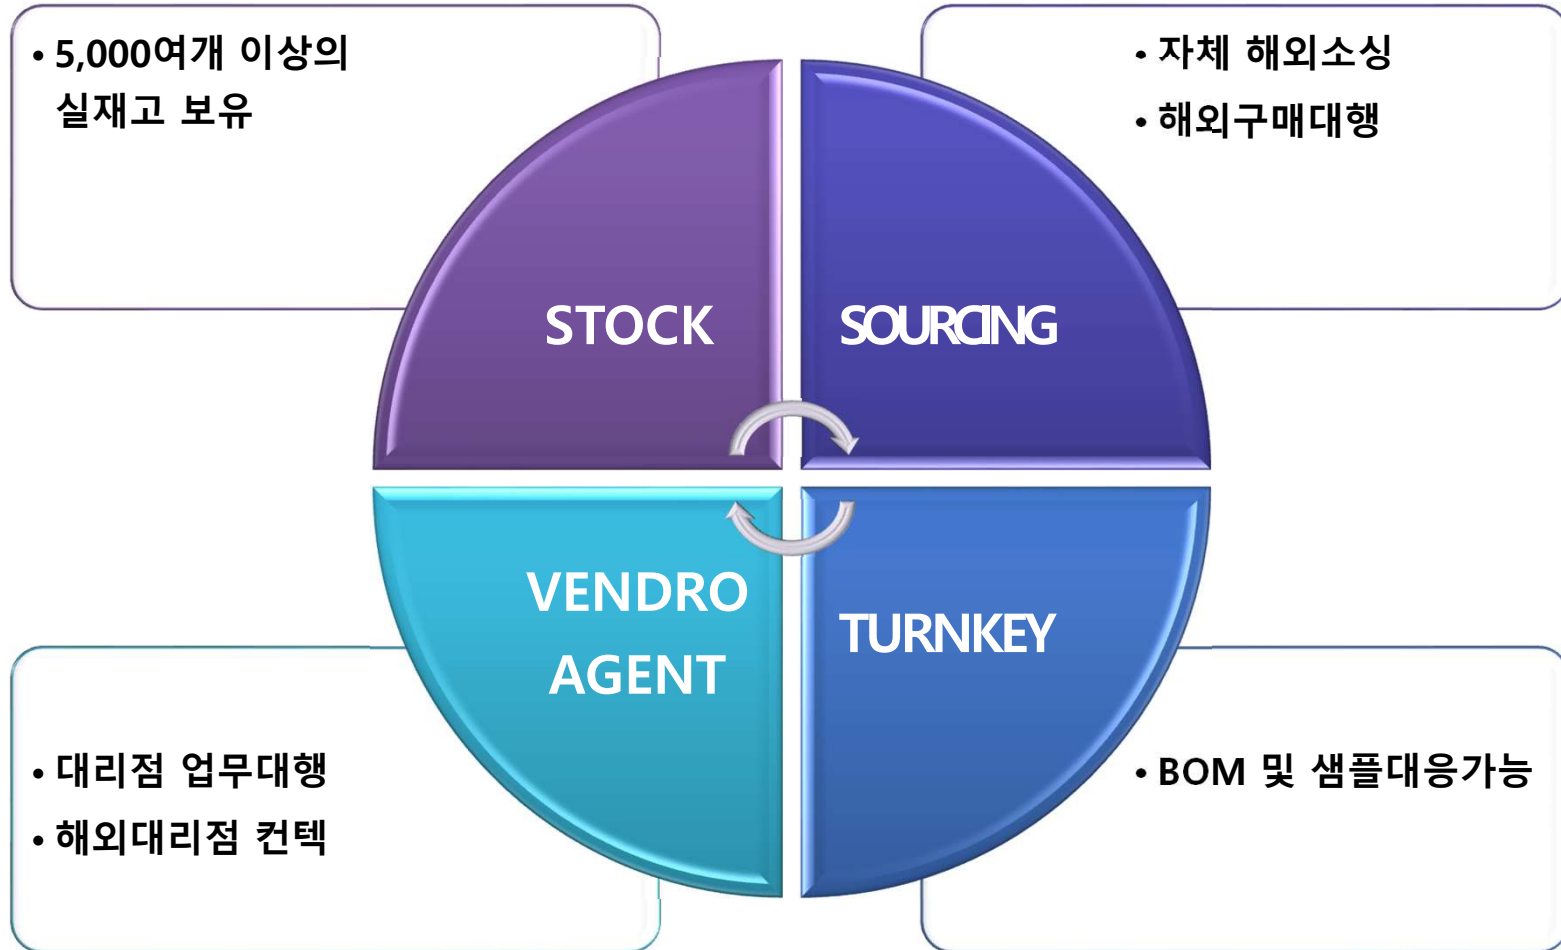 • 5,000여개 이상의
실재고 보유
• 자체 해외소싱
• 해외구매대행
STOCK
SOURCING
VENDRO
AGENT
TURNKEY
• 대리점 업무대행
• 해외대리점 컨텍
• BOM 및 샘플대응가능